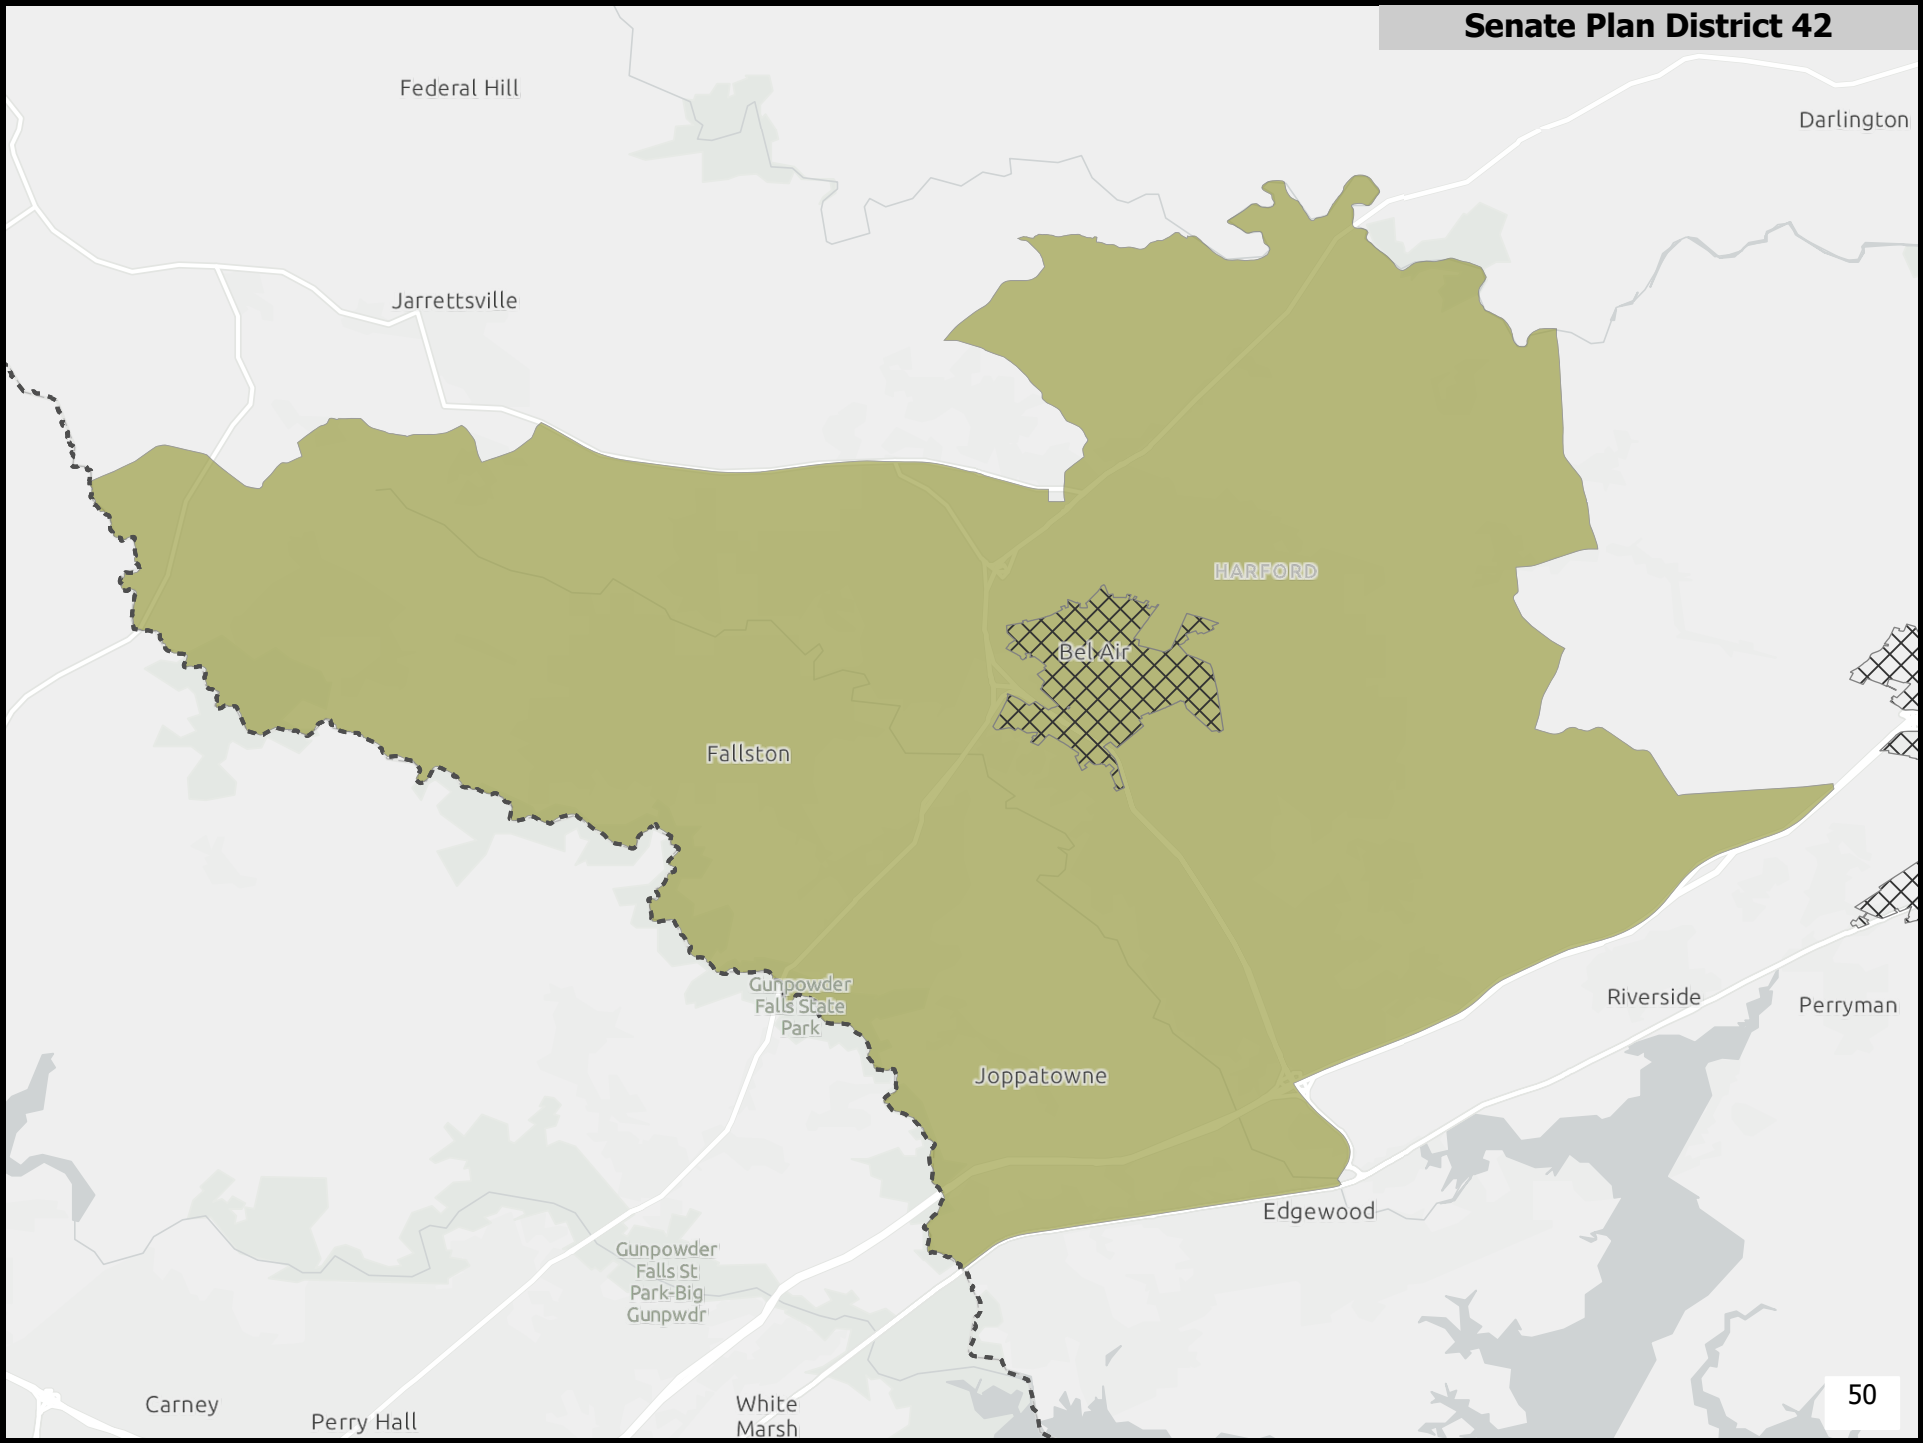 Senate Plan District 42
Federal Hill
Darlington
Jarrettsville
HARFORD
Bel Air
Fallston
Gunpowder
Falls State
Park
Riverside
Perryman
Joppatowne
Edgewood
Gunpowder
Falls St
Park-Big
Gunpwdr
Carney
Perry Hall
White
Marsh
50